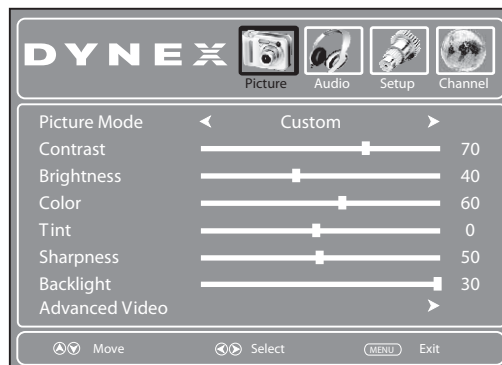 DYNEX
Picture Audio Setup Channel
Picture Mode Custom
Contrast 70
Brightness 40
Color 60
Tint 0
Sharpness 50
Backlight 30
Advanced Video
Move Select MENU Exit